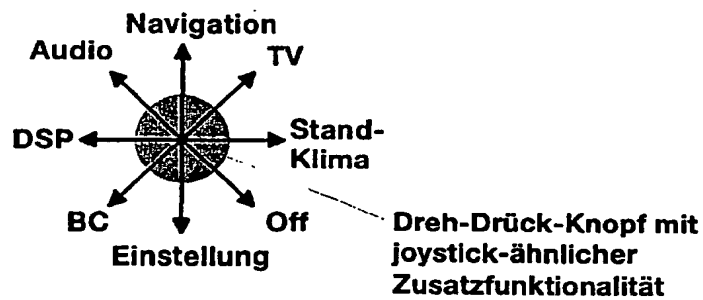 Navigation
Audio
TV
DSP
Stand-
Klima
BC
Off
Einstellung
Dreh-Drück-Knopf mit
joystick-ähnlicher
Zusatzfunktionalität